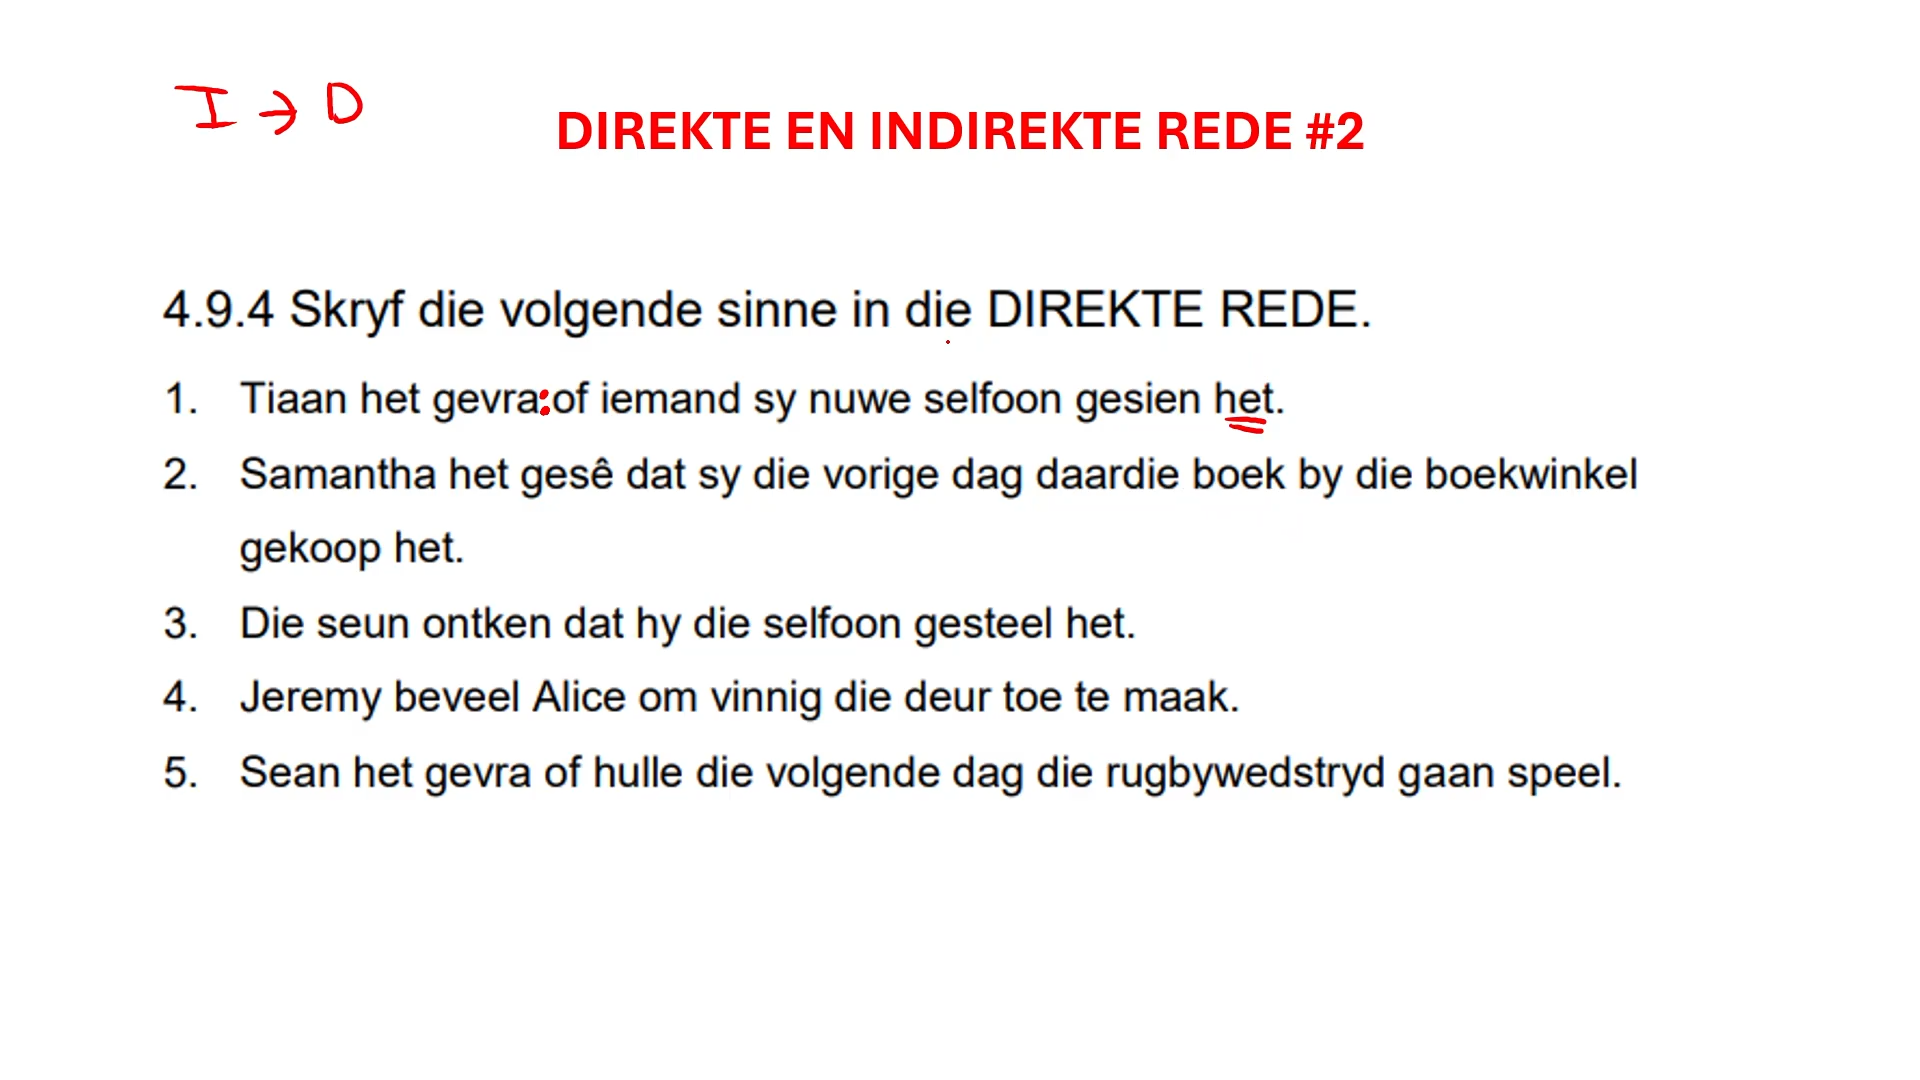 I → D
DIREKTE EN INDIREKTE REDE #2
4.9.4 Skryf die volgende sinne in die DIREKTE REDE.
1. Tiaan het gevra:of iemand sy nuwe selfoon gesien het.
2. Samantha het gesê dat sy die vorige dag daardie boek by die boekwinkel
gekoop het.
3. Die seun ontken dat hy die selfoon gesteel het.
4. Jeremy beveel Alice om vinnig die deur toe te maak.
5. Sean het gevra of hulle die volgende dag die rugbywedstryd gaan speel.